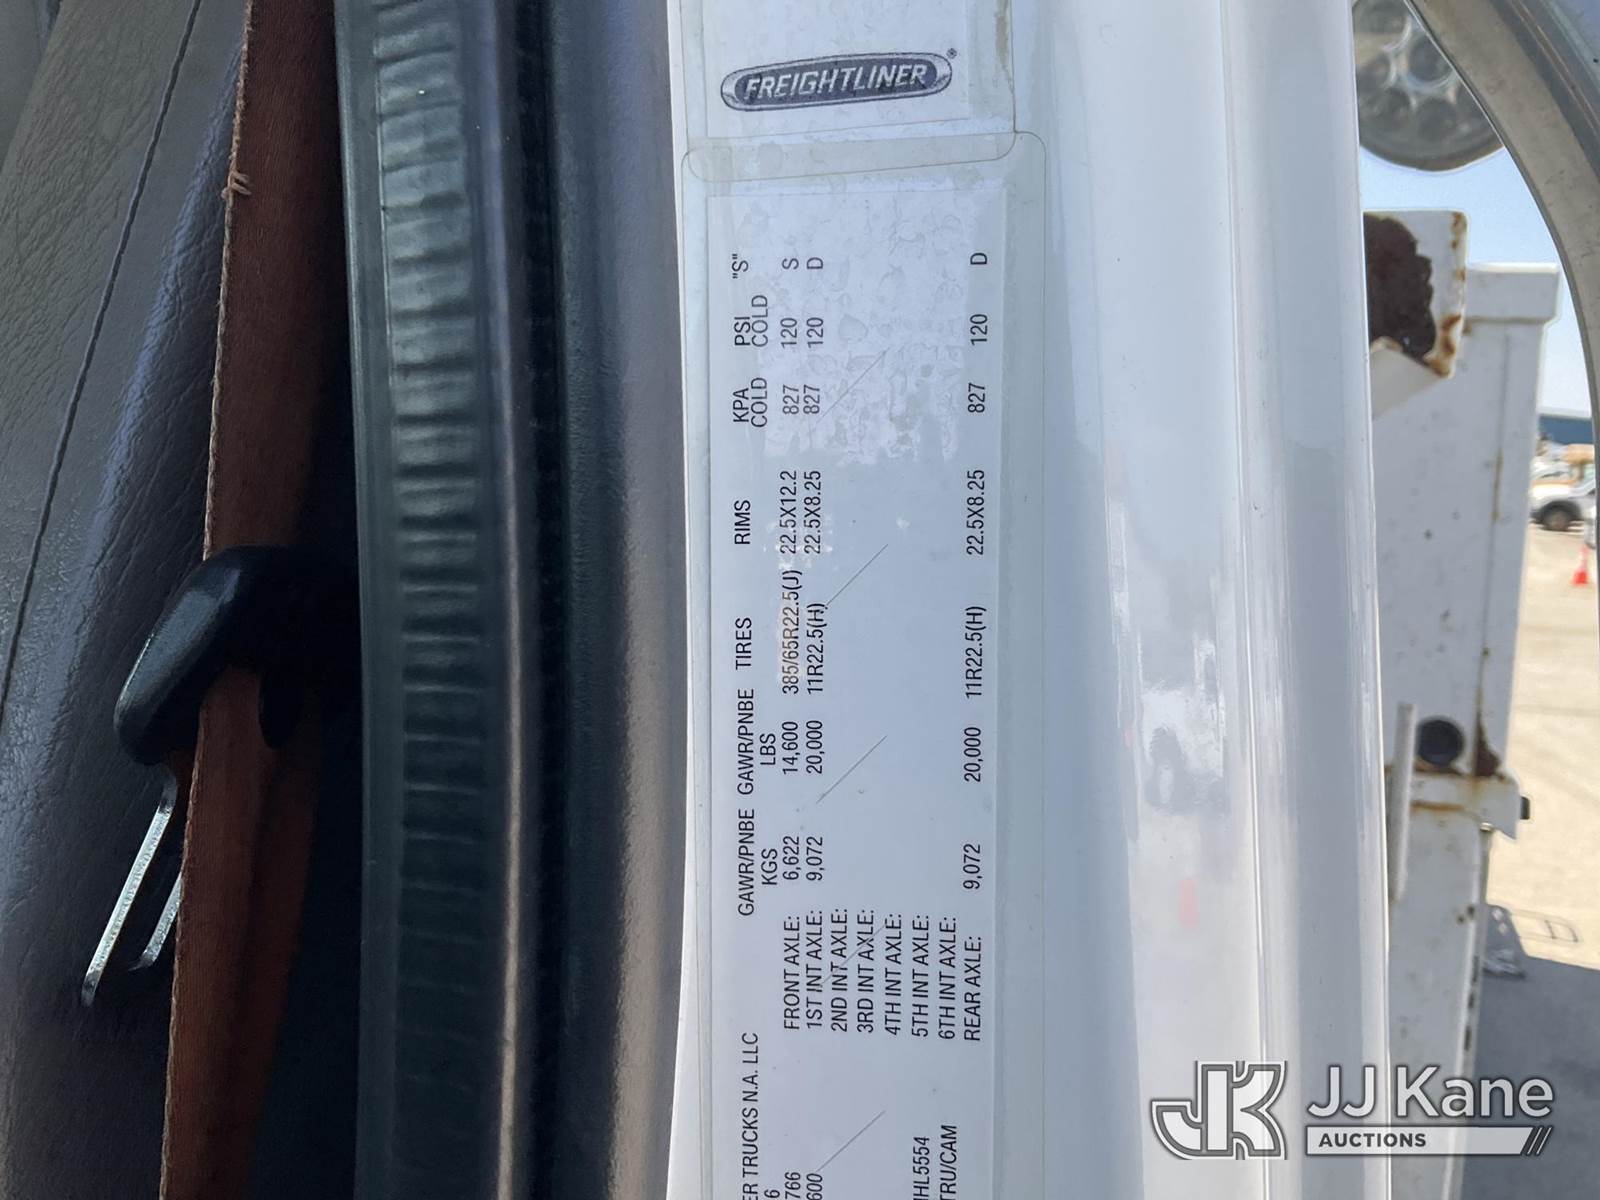 FREIGHTLINER®
GAWR/PNBE GAWR/PNBE TIRES RIMS KPA PSI "S"
KGS LBS COLD COLD
FRONT AXLE: 6,622 14,600 385/65R22.5(J) 22.5X12.2 827 120 S
1ST INT AXLE: 9,072 20,000 11R22.5(H) 22.5X8.25 827 120 D
2ND INT AXLE:
3RD INT AXLE:
4TH INT AXLE:
5TH INT AXLE:
6TH INT AXLE:
REAR AXLE: 9,072 20,000 11R22.5(H) 22.5X8.25 827 120 D
ER TRUCKS N.A. LLC
6
766
600
HL5554
TRU/CAM
JK JJ Kane
AUCTIONS